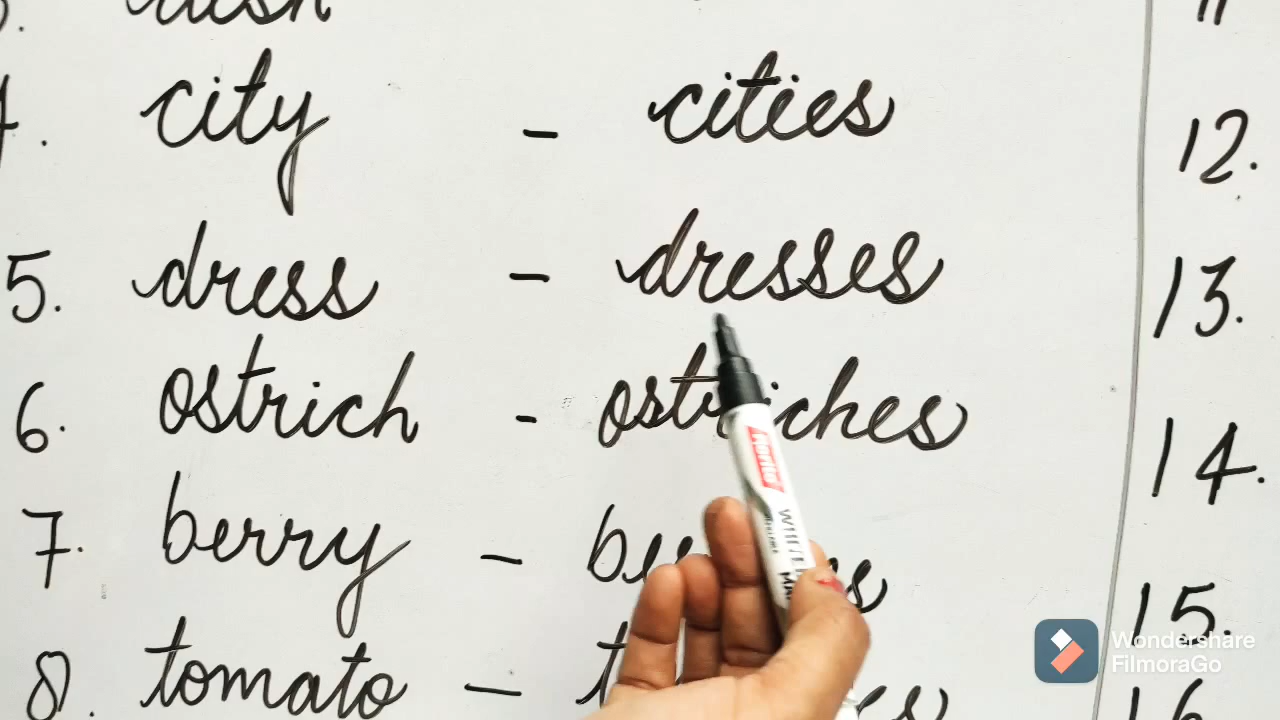 4. city - cities
5. dress - dresses
6. ostrich - ostriches
7. berry -
8. tomato -
12.
13.
14.
15.
16
Wondershare
FilmoraGo